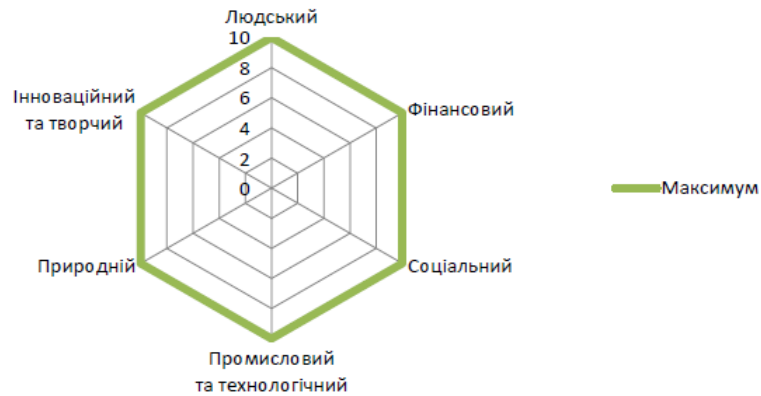 Людський
10
8
6
4
2
0
Інноваційний
та творчий
Фінансовий
Природній
Соціальний
Промисловий
та технологічний
Максимум